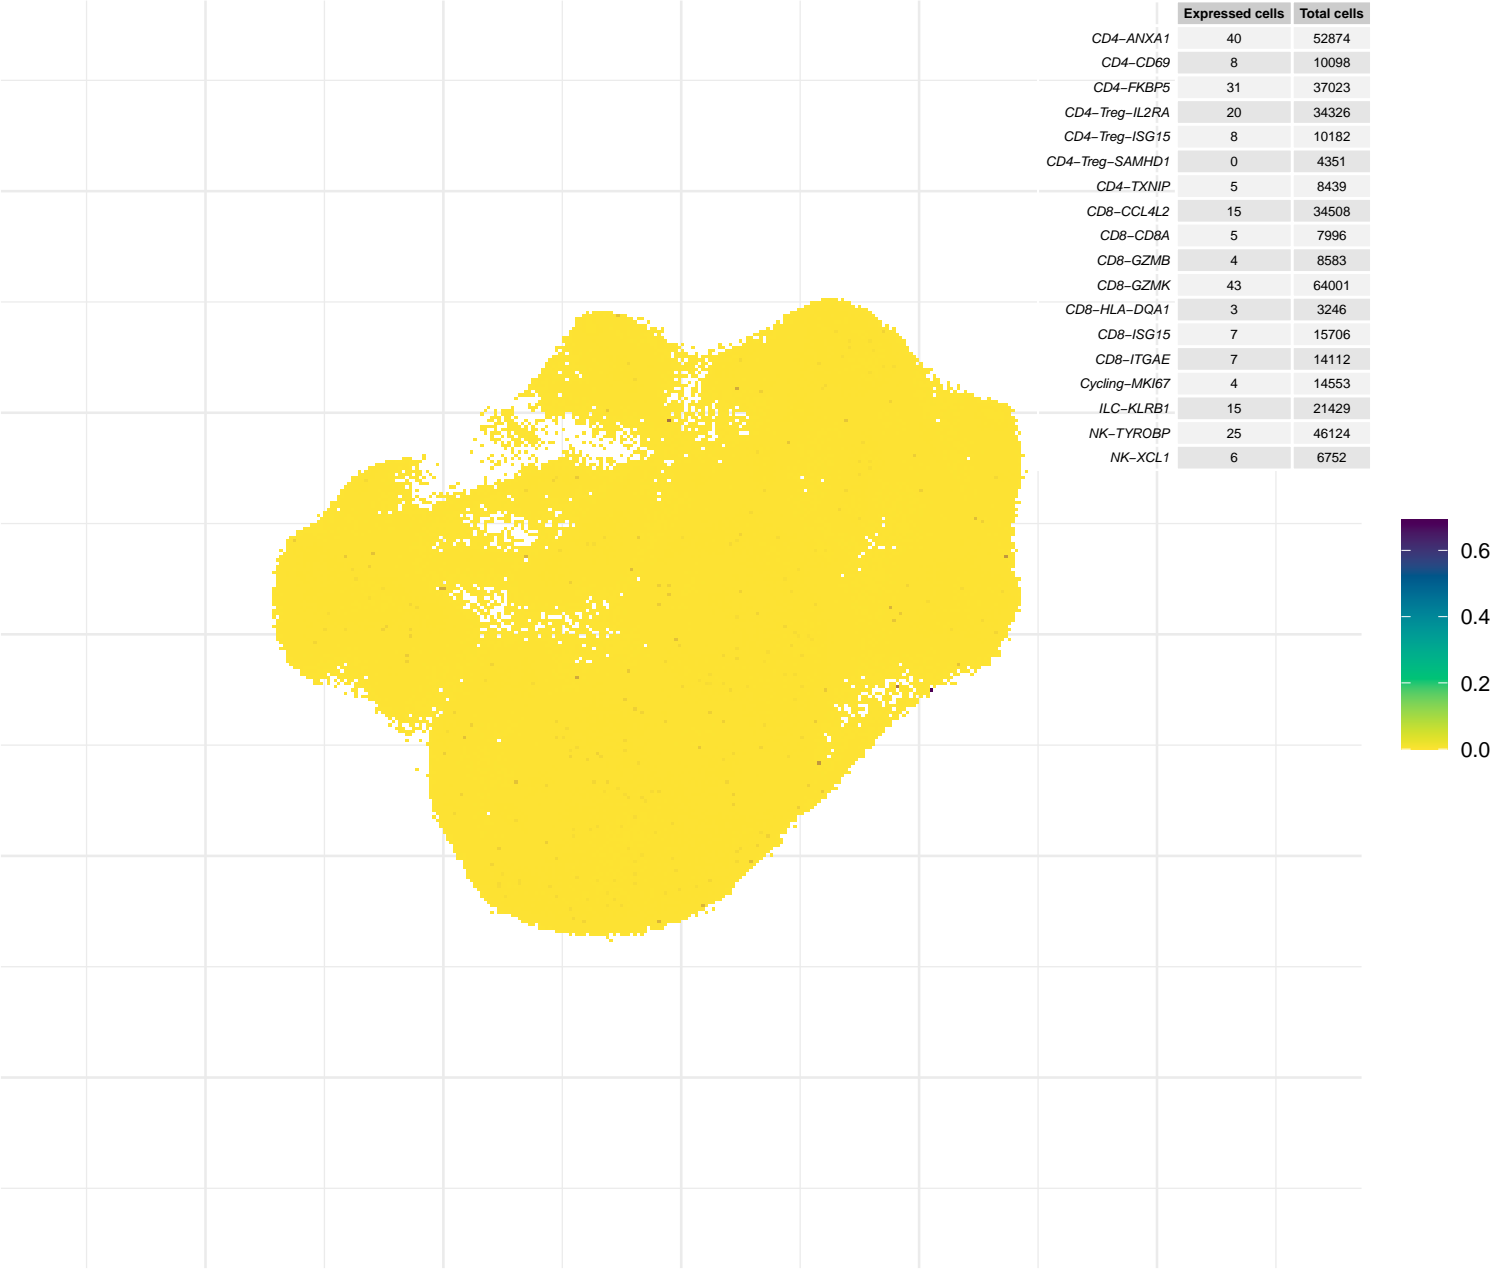 Expressed cells Total cells
CD4−ANXA1 40 52874
CD4−CD69 8 10098
CD4−FKBP5 31 37023
CD4−Treg−IL2RA 20 34326
CD4−Treg−ISG15 8 10182
CD4−Treg−SAMHD1 0 4351
CD4−TXNIP 5 8439
CD8−CCL4L2 15 34508
CD8−CD8A 5 7996
CD8−GZMB 4 8583
CD8−GZMK 43 64001
CD8−HLA−DQA1 3 3246
CD8−ISG15 7 15706
CD8−ITGAE 7 14112
Cycling−MKI67 4 14553
ILC−KLRB1 15 21429
NK−TYROBP 25 46124
NK−XCL1 6 6752
0.6
0.4
0.2
0.0